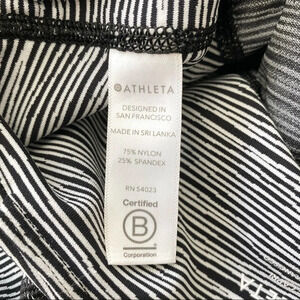 ATHLETA
DESIGNED IN
SAN FRANCISCO
MADE IN SRI LANKA
75% NYLON
25% SPANDEX
RN 54023
Certified
B
Corporation